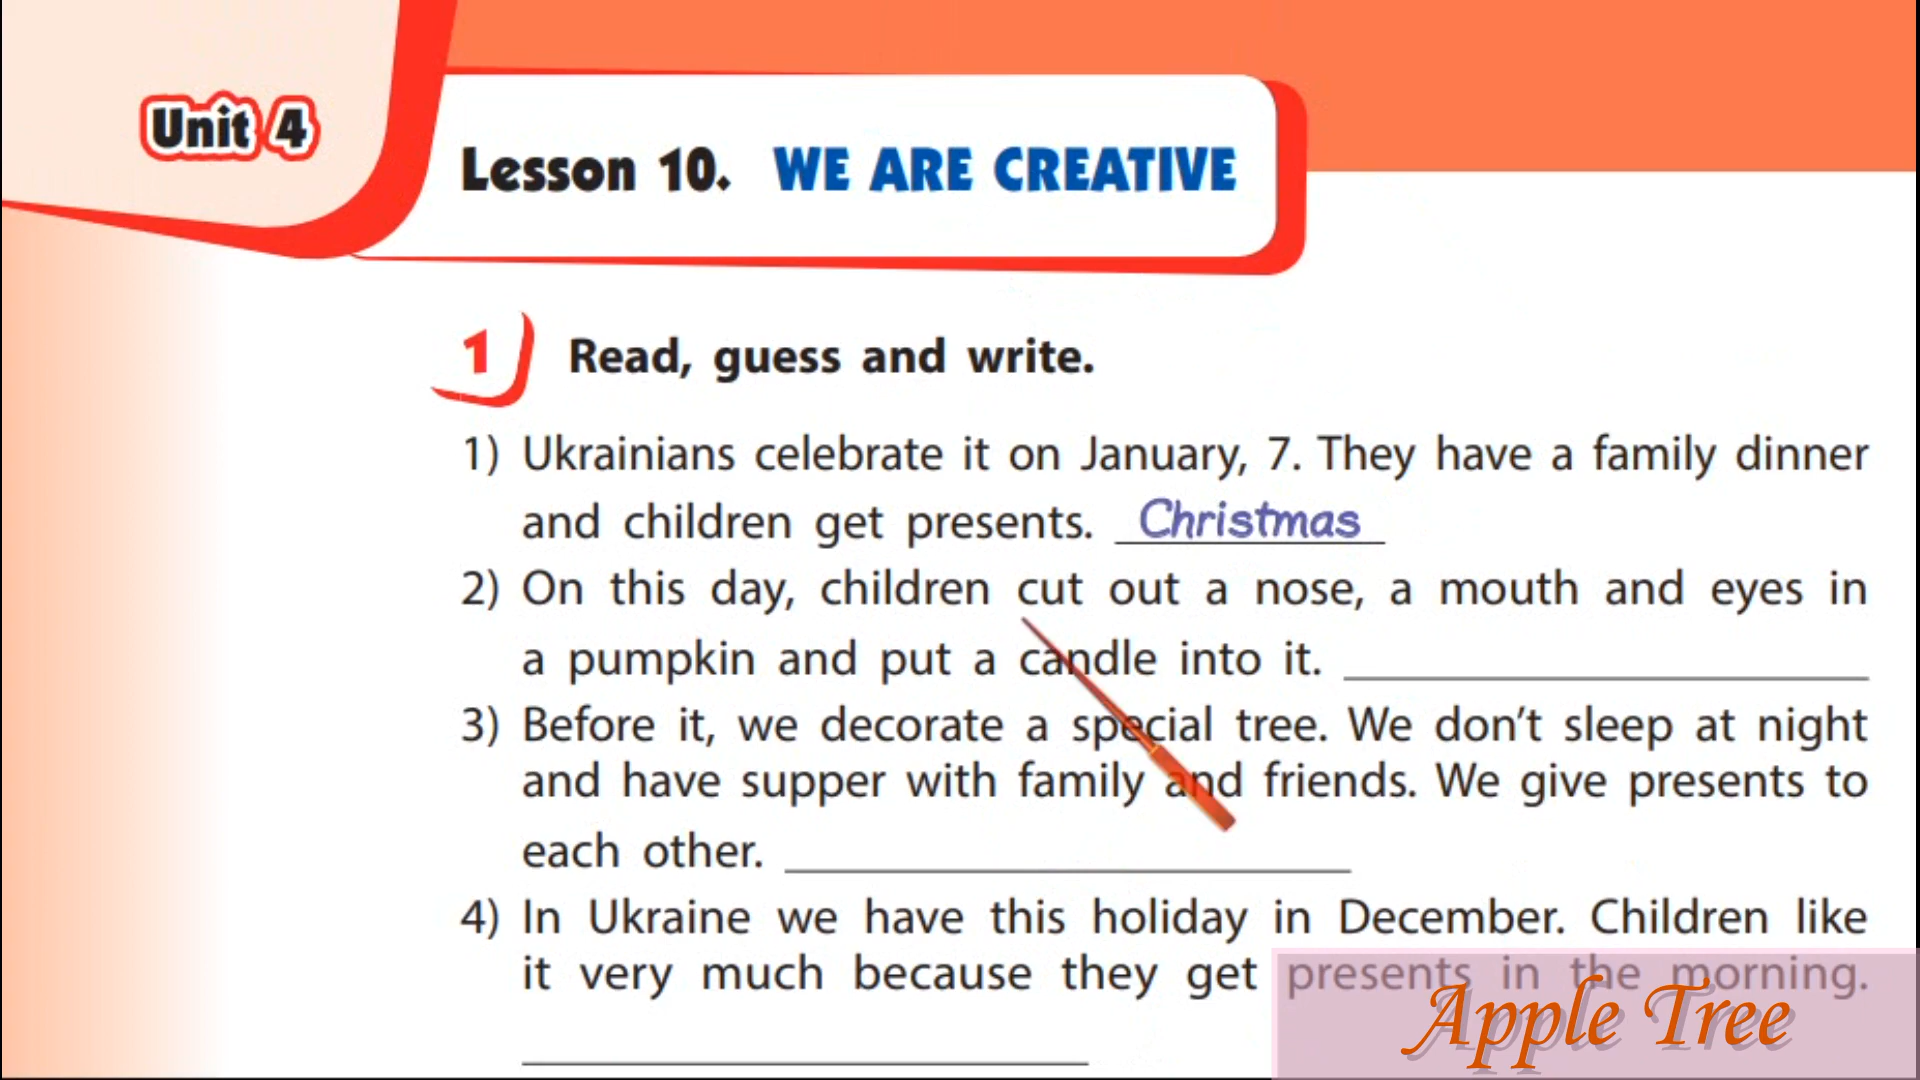 Unit 4
Lesson 10. WE ARE CREATIVE
1 Read, guess and write.
1) Ukrainians celebrate it on January, 7. They have a family dinner
and children get presents. Christmas
2) On this day, children cut out a nose, a mouth and eyes in
a pumpkin and put a candle into it.
3) Before it, we decorate a special tree. We don't sleep at night
and have supper with family and friends. We give presents to
each other.
4) In Ukraine we have this holiday in December. Children like
it very much because they get presents in the morning.
Apple Tree